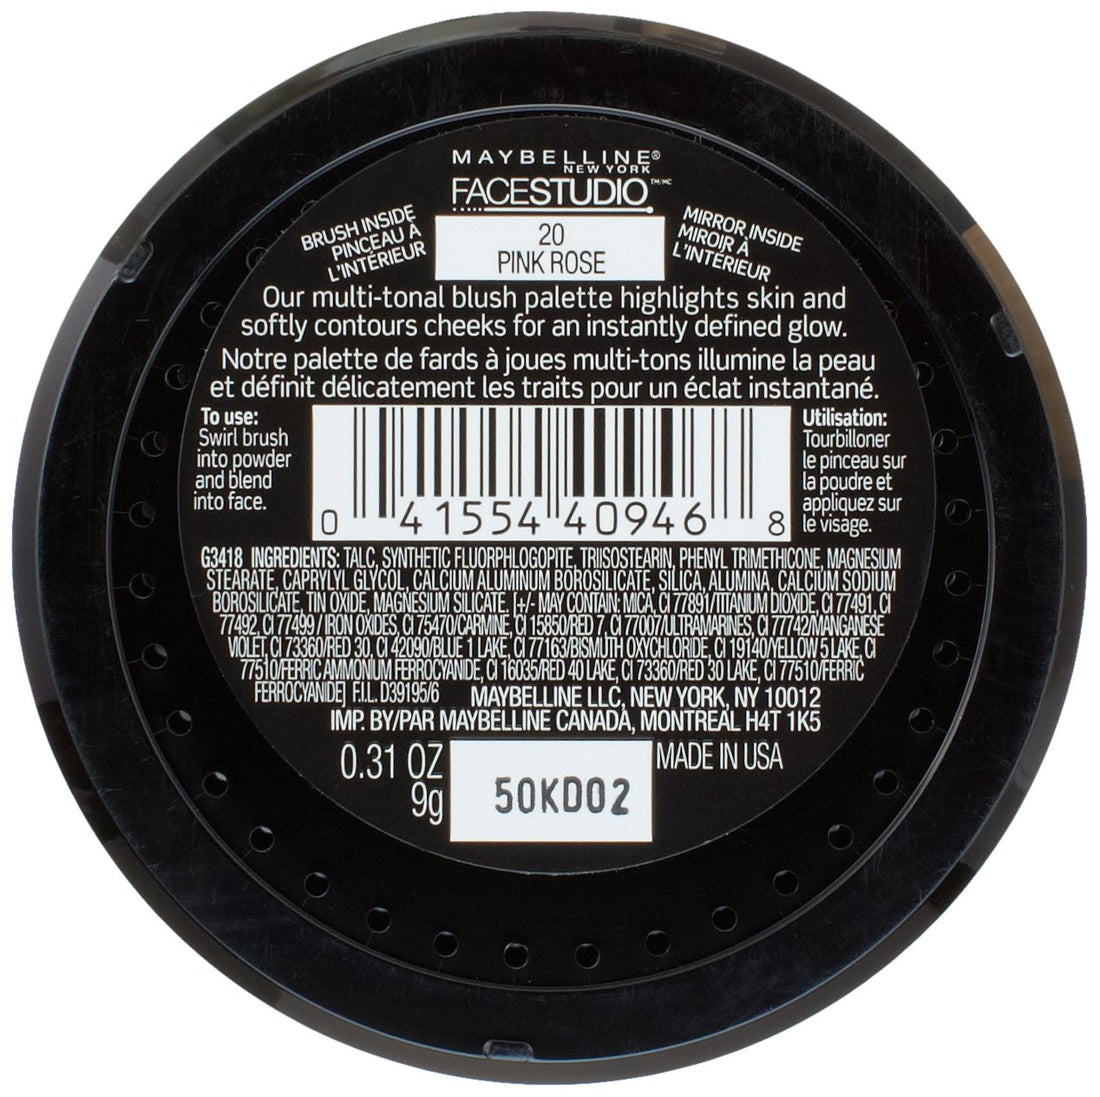 MAYBELLINE®
NEW YORK
FACESTUDIO™/MC
BRUSH INSIDE
PINCEAU À
L'INTÉRIEUR
20
PINK ROSE
MIRROR INSIDE
MIROIR À
L'INTÉRIEUR
Our multi-tonal blush palette highlights skin and
softly contours cheeks for an instantly defined glow.
Notre palette de fards à joues multi-tons illumine la peau
et définit délicatement les traits pour un éclat instantané.
To use:
Swirl brush
into powder
and blend
into face.
0 41554 40946 8
Utilisation:
Tourbillonner
le pinceau sur
la poudre et
appliquez sur
le visage.
G3418 INGREDIENTS: TALC, SYNTHETIC FLUORPHLOGOPITE, TRIISOSTEARIN, PHENYL TRIMETHICONE, MAGNESIUM
STEARATE, CAPRYLYL GLYCOL, CALCIUM ALUMINUM BOROSILICATE, SILICA, ALUMINA, CALCIUM SODIUM
BOROSILICATE, TIN OXIDE, MAGNESIUM SILICATE, [+/- MAY CONTAIN: MICA, CI 77891/TITANIUM DIOXIDE, CI 77491, CI
77492, CI 77499 / IRON OXIDES, CI 75470/CARMINE, CI 15850/RED 7, CI 77007/ULTRAMARINES, CI 77742/MANGANESE
VIOLET, CI 73360/RED 30, CI 42090/BLUE 1 LAKE, CI 77163/BISMUTH OXYCHLORIDE, CI 19140/YELLOW 5 LAKE, CI
77510/FERRIC AMMONIUM FERROCYANIDE, CI 16035/RED 40 LAKE, CI 73360/RED 30 LAKE, CI 77510/FERRIC
FERROCYANIDE] F.I.L. D39195/6 MAYBELLINE LLC, NEW YORK, NY 10012
IMP. BY/PAR MAYBELLINE CANADA, MONTREAL H4T 1K5
0.31 OZ
9g
50KD02
MADE IN USA